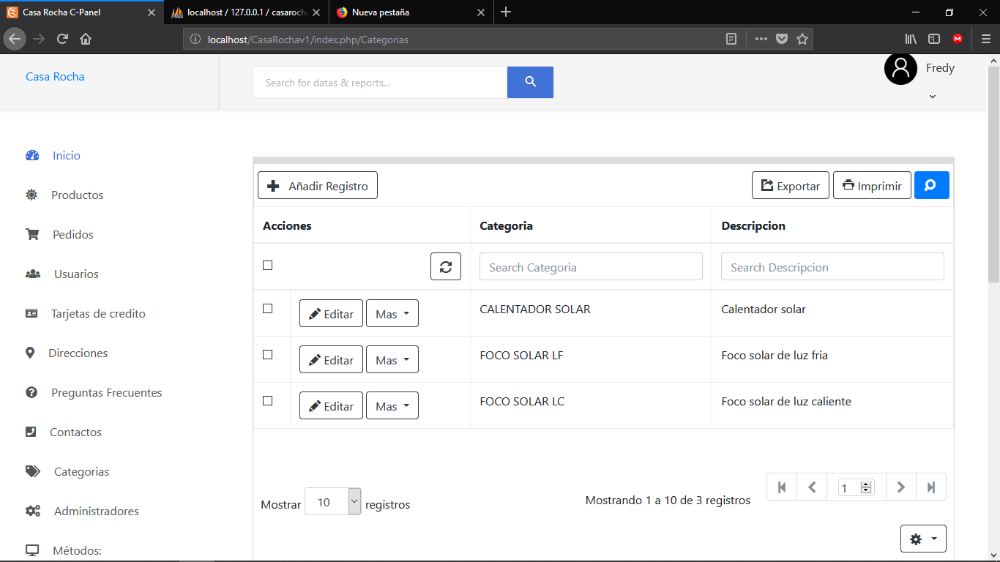 Casa Rocha C-Panel
localhost / 127.0.0.1 / casarocha
Nueva pestaña
localhost/CasaRochav1/index.php/Categorias
Casa Rocha
Search for datas & reports...
Fredy
Inicio
Productos
Pedidos
Usuarios
Tarjetas de credito
Direcciones
Preguntas Frecuentes
Contactos
Categorias
Administradores
Métodos:
Añadir Registro
Exportar
Imprimir
Acciones
Categoria
Descripcion
Search Categoria
Search Descripcion
Editar
Mas
CALENTADOR SOLAR
Calentador solar
Editar
Mas
FOCO SOLAR LF
Foco solar de luz fria
Editar
Mas
FOCO SOLAR LC
Foco solar de luz caliente
Mostrar 10 registros
Mostrando 1 a 10 de 3 registros
1